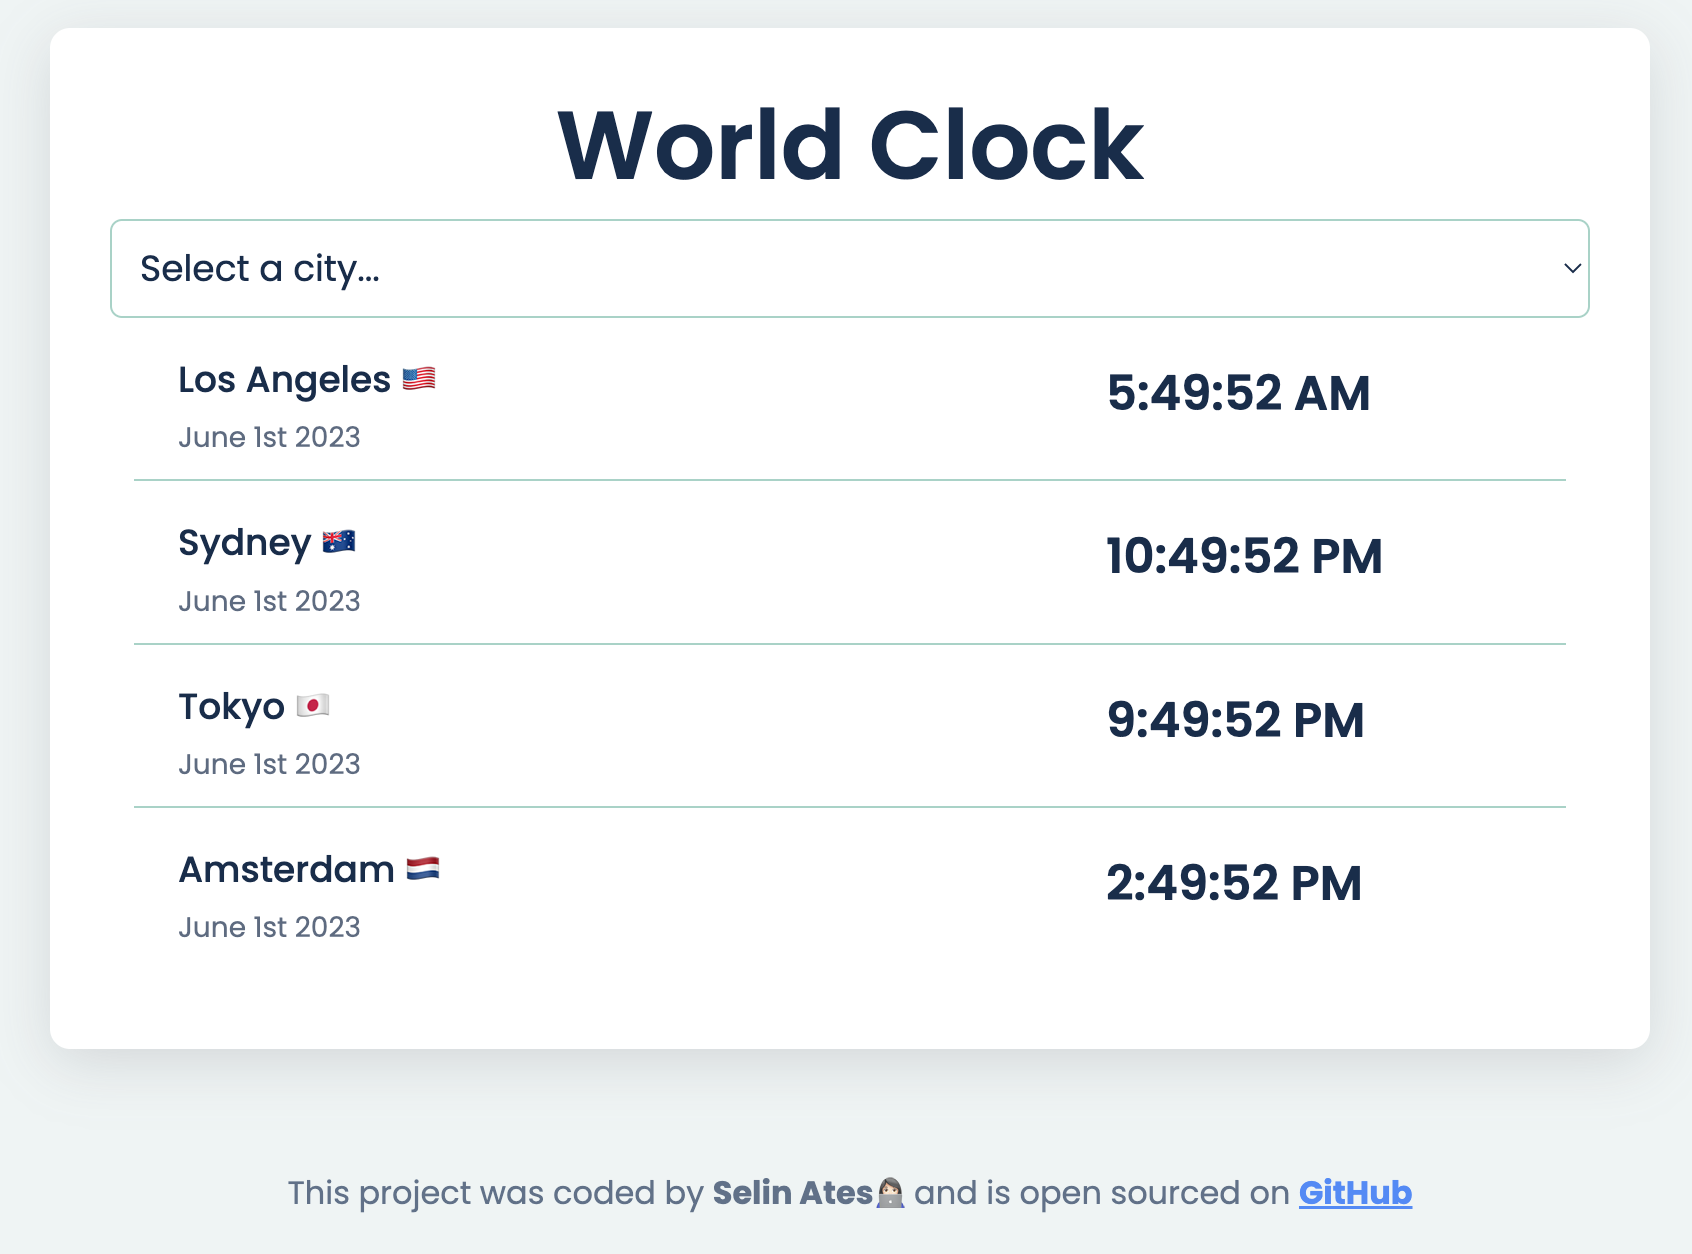 World Clock
Select a city...
Los Angeles 🇺🇸
5:49:52 AM
June 1st 2023
Sydney 🇦🇺
10:49:52 PM
June 1st 2023
Tokyo 🇯🇵
9:49:52 PM
June 1st 2023
Amsterdam 🇳🇱
2:49:52 PM
June 1st 2023
This project was coded by Selin Ates👩🏻‍💻 and is open sourced on GitHub